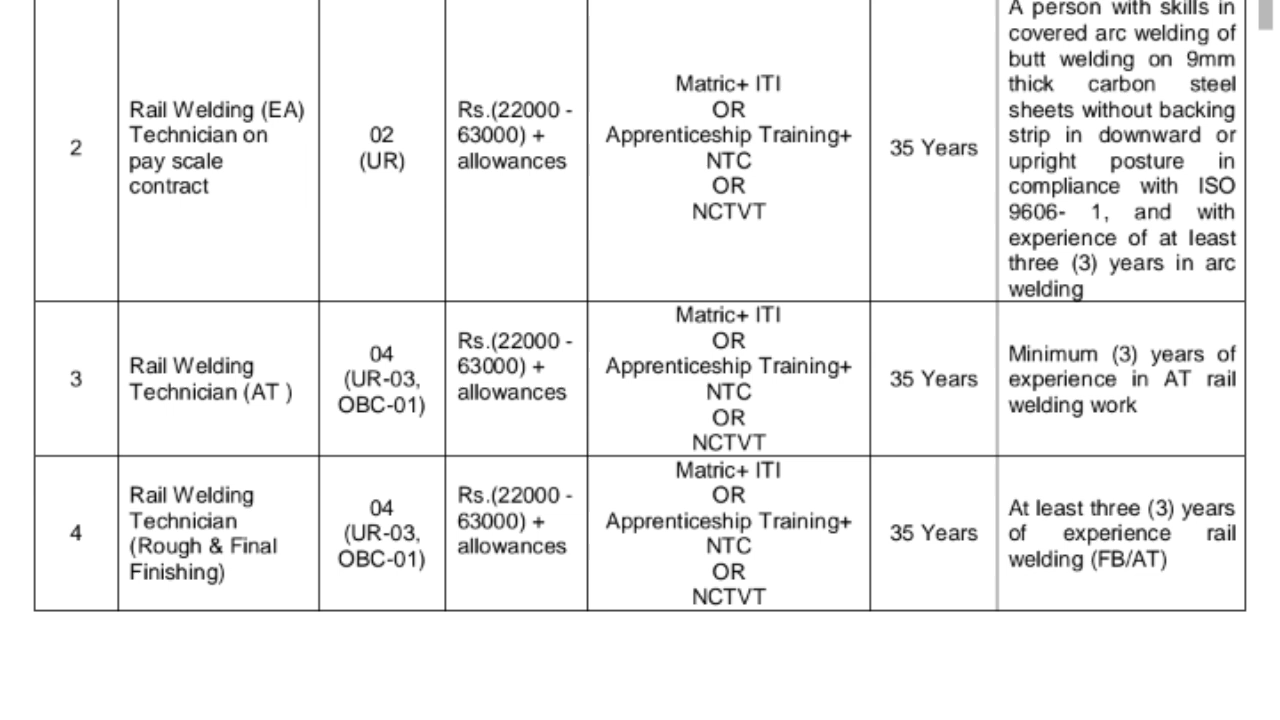 2
Rail Welding (EA)
Technician on
pay scale
contract
02
(UR)
Rs.(22000 -
63000) +
allowances
Matric+ ITI
OR
Apprenticeship Training+
NTC
OR
NCTVT
35 Years
A person with skills in
covered arc welding of
butt welding on 9mm
thick carbon steel
sheets without backing
strip in downward or
upright posture in
compliance with ISO
9606- 1, and with
experience of at least
three (3) years in arc
welding
3
Rail Welding
Technician (AT )
04
(UR-03,
OBC-01)
Rs.(22000 -
63000) +
allowances
Matric+ ITI
OR
Apprenticeship Training+
NTC
OR
NCTVT
35 Years
Minimum (3) years of
experience in AT rail
welding work
4
Rail Welding
Technician
(Rough & Final
Finishing)
04
(UR-03,
OBC-01)
Rs.(22000 -
63000) +
allowances
Matric+ ITI
OR
Apprenticeship Training+
NTC
OR
NCTVT
35 Years
At least three (3) years
of experience rail
welding (FB/AT)